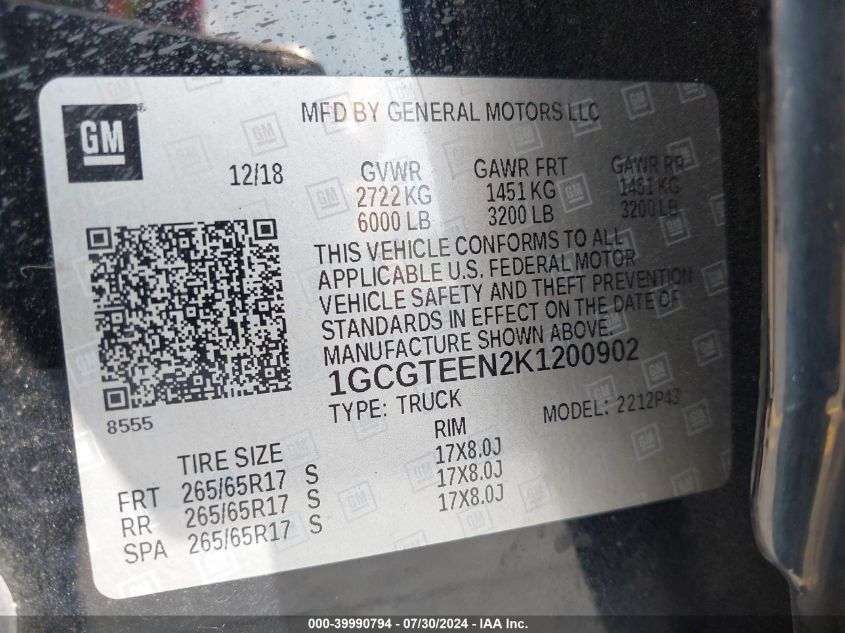 GM
MFD BY GENERAL MOTORS LLC
12/18
GVWR GAWR FRT GAWR RR
2722 KG 1451 KG 1451 KG
6000 LB 3200 LB 3200 LB
THIS VEHICLE CONFORMS TO ALL
APPLICABLE U.S. FEDERAL MOTOR
VEHICLE SAFETY AND THEFT PREVENTION
STANDARDS IN EFFECT ON THE DATE OF
MANUFACTURE SHOWN ABOVE.
1GCGTEEN2K1200902
8555
TYPE: TRUCK MODEL: 2212P43
TIRE SIZE RIM
FRT 265/65R17 S 17X8.0J
RR 265/65R17 S 17X8.0J
SPA 265/65R17 S 17X8.0J
000-39990794 - 07/30/2024 - IAA Inc.